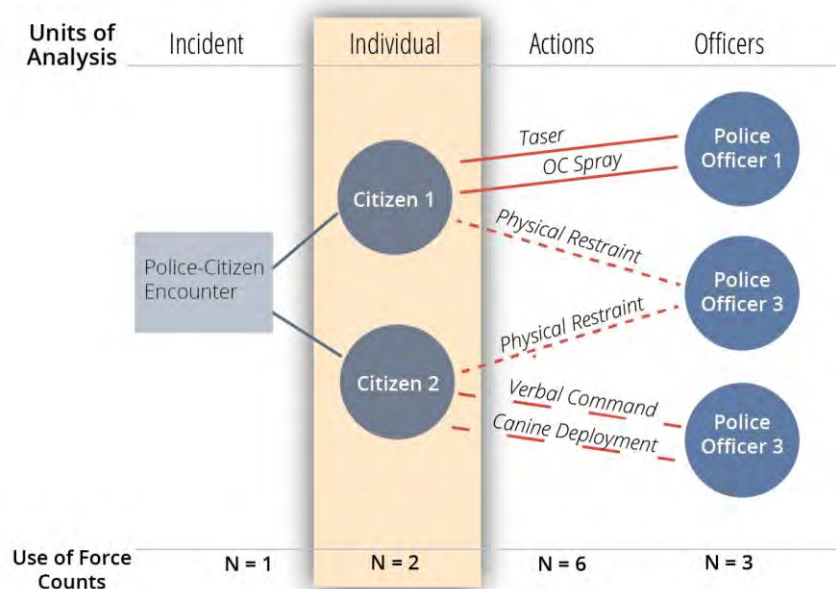 Units of
Analysis
Incident
Individual
Actions
Officers
Taser
OC Spray
Police
Officer 1
Citizen 1
Physical Restraint
Police-Citizen
Encounter
Police
Officer 3
Physical Restraint
Citizen 2
Verbal Command
Canine Deployment
Police
Officer 3
Use of Force
Counts
N = 1
N = 2
N = 6
N = 3